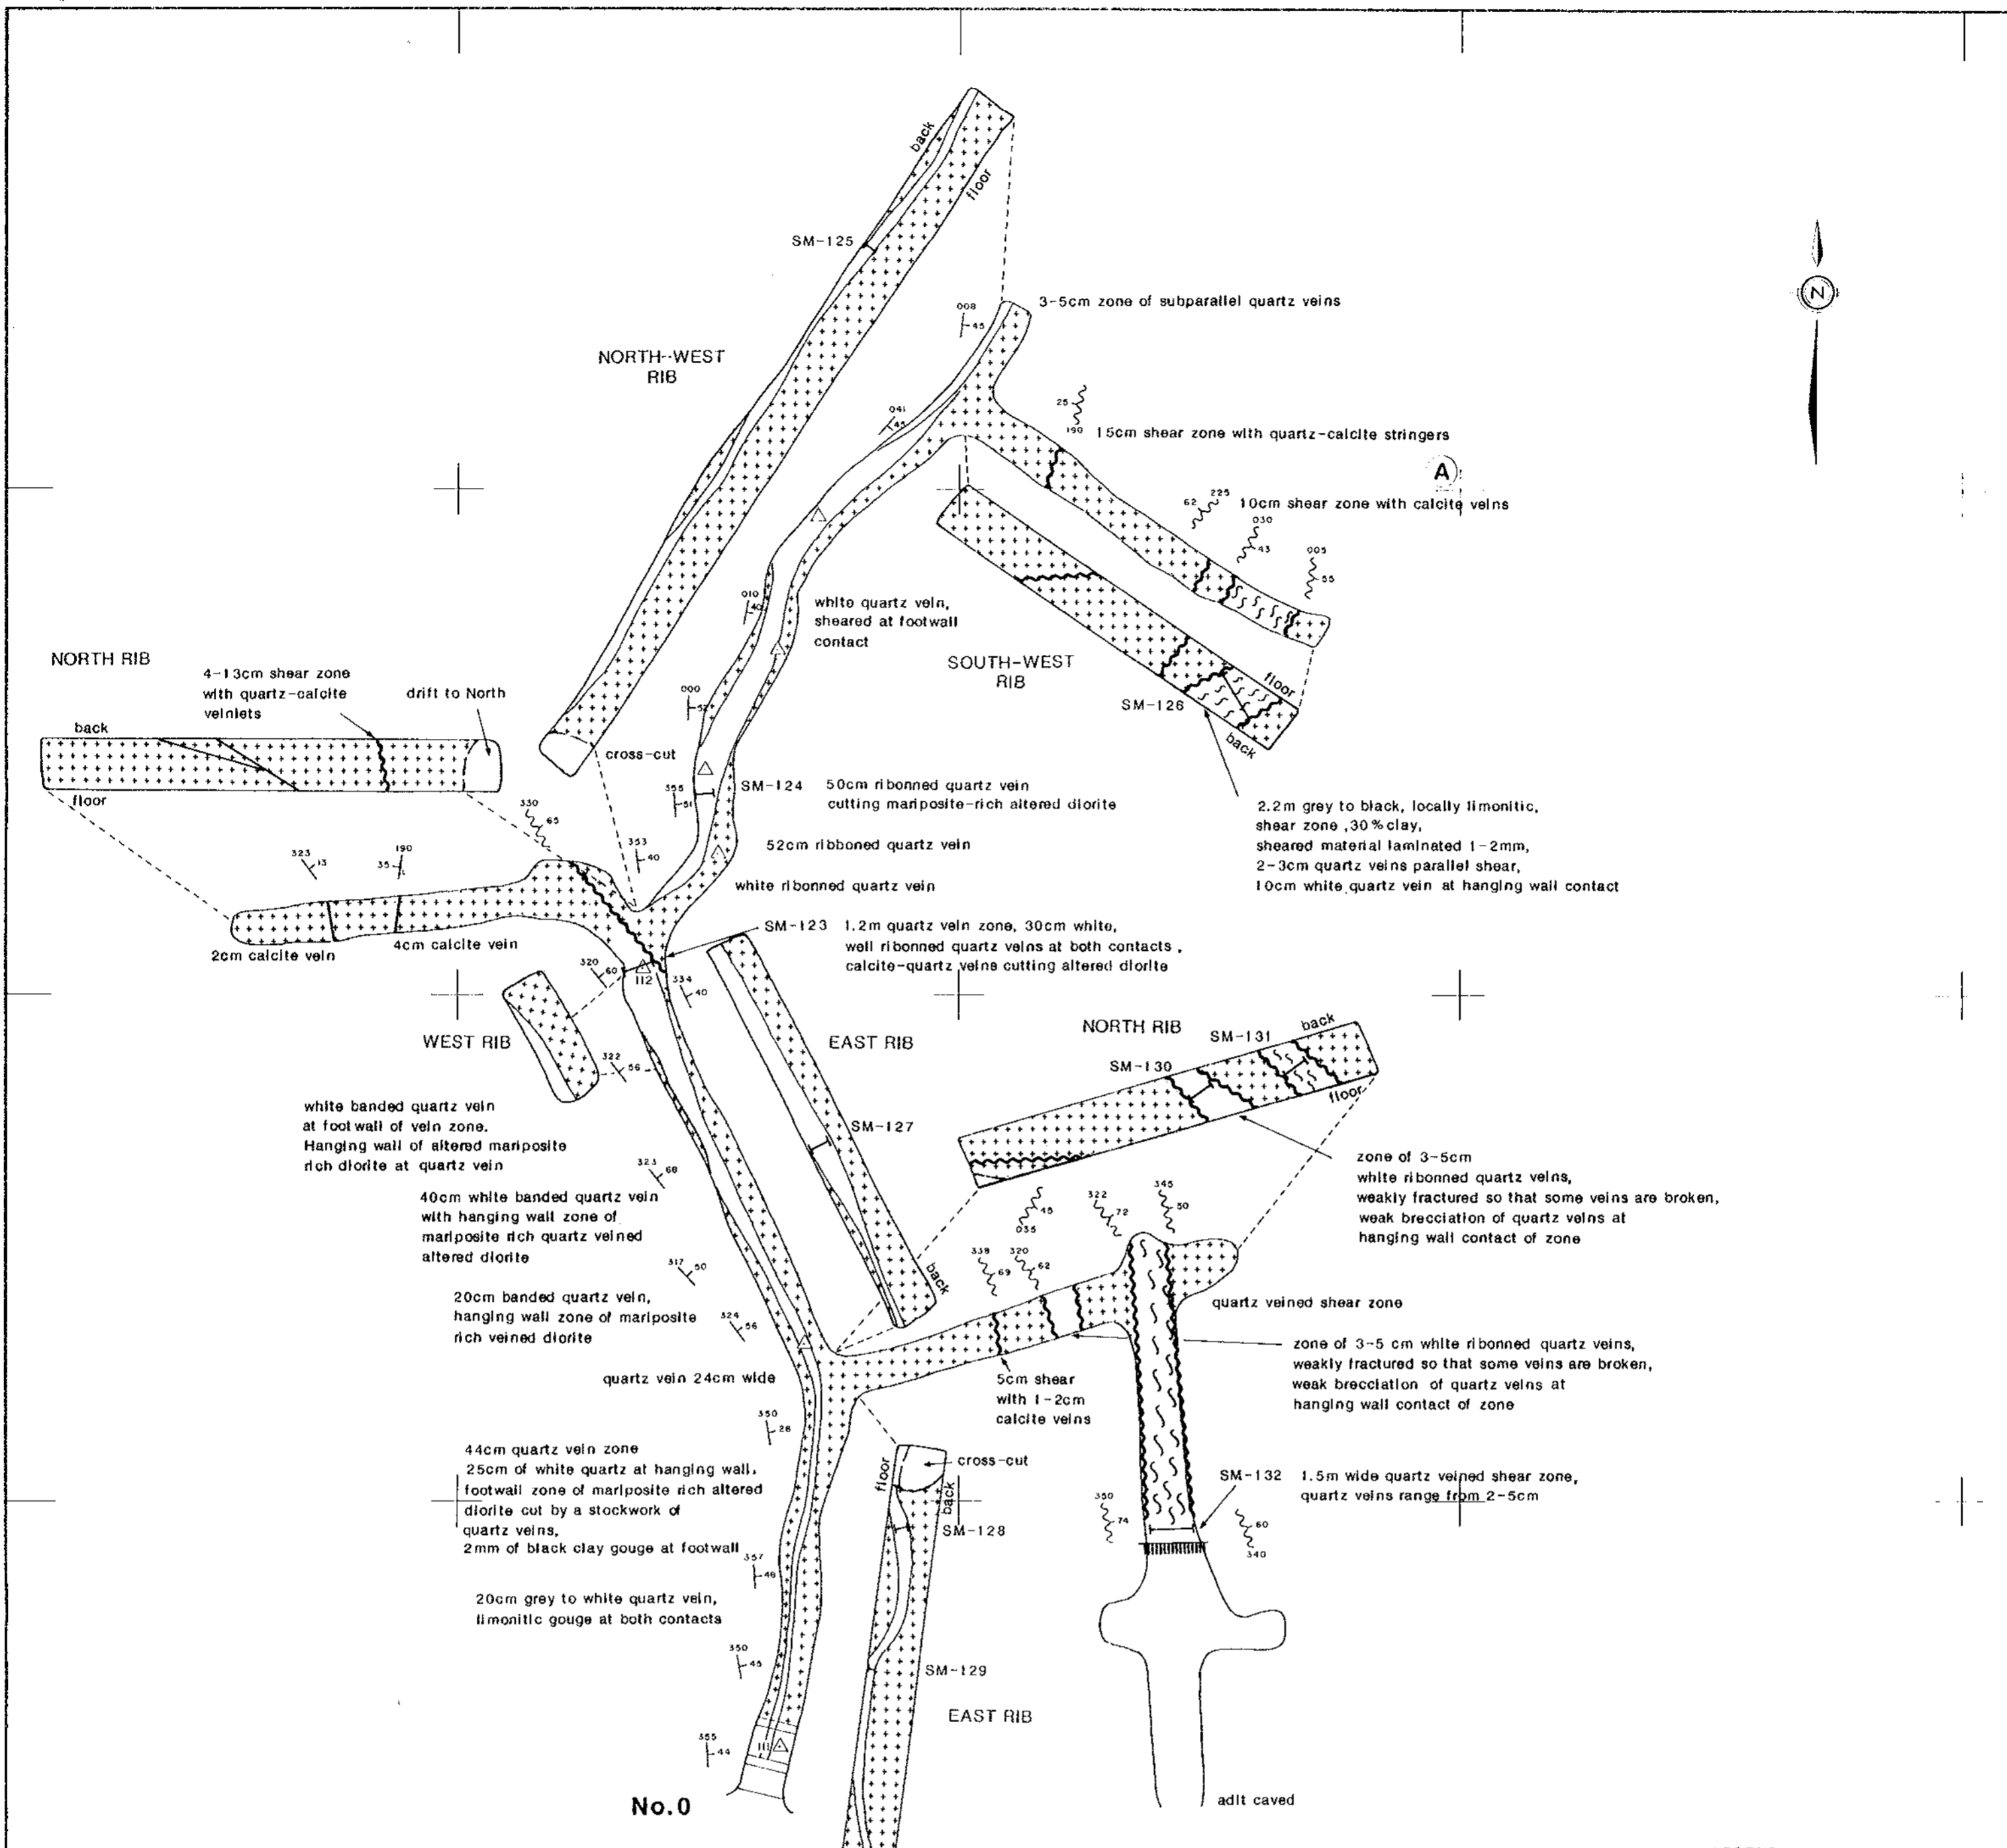 back
floor
SM-125
NORTH-WEST
RIB
N
008
45
3-5cm zone of subparallel quartz veins
25
190
15cm shear zone with quartz-calcite stringers
041
45
A
62
225
10cm shear zone with calcite veins
030
43
005
55
010
40
white quartz vein,
sheared at footwall
contact
SOUTH-WEST
RIB
floor
SM-126
back
NORTH RIB
4-13cm shear zone
with quartz-calcite
veinlets
drift to North
back
floor
000
52
cross-cut
355
51
SM-124 50cm ribonned quartz vein
cutting mariposite-rich altered diorite
2.2m grey to black, locally limonitic,
shear zone ,30% clay,
sheared material laminated 1-2mm,
2-3cm quartz veins parallel shear,
10cm white quartz vein at hanging wall contact
330
65
353
40
52cm ribboned quartz vein
323
13
190
35
white ribonned quartz vein
SM-123 1.2m quartz vein zone, 30cm white,
well ribonned quartz veins at both contacts ,
calcite-quartz veins cutting altered diorite
4cm calcite vein
2cm calcite vein
320
60
112
334
40
WEST RIB
322
56
EAST RIB
NORTH RIB
SM-131
back
SM-130
floor
white banded quartz vein
at footwall of vein zone.
Hanging wall of altered mariposite
rich diorite at quartz vein
SM-127
323
68
zone of 3-5cm
white ribonned quartz veins,
weakly fractured so that some veins are broken,
weak brecciation of quartz veins at
hanging wall contact of zone
40cm white banded quartz vein
with hanging wall zone of
mariposite rich quartz veined
altered diorite
45
035
322
72
345
50
338
69
320
62
317
50
back
20cm banded quartz vein,
hanging wall zone of mariposite
rich veined diorite
324
56
quartz veined shear zone
zone of 3-5 cm white ribonned quartz veins,
weakly fractured so that some veins are broken,
weak brecciation of quartz veins at
hanging wall contact of zone
quartz vein 24cm wide
5cm shear
with 1-2cm
calcite veins
350
28
44cm quartz vein zone
25cm of white quartz at hanging wall,
footwall zone of mariposite rich altered
diorite cut by a stockwork of
quartz veins,
2mm of black clay gouge at footwall
floor
cross-cut
back
SM-128
SM-132 1.5m wide quartz veined shear zone,
quartz veins range from 2-5cm
350
74
60
340
357
46
20cm grey to white quartz vein,
limonitic gouge at both contacts
350
45
SM-129
EAST RIB
355
44
111
No.0
adit caved